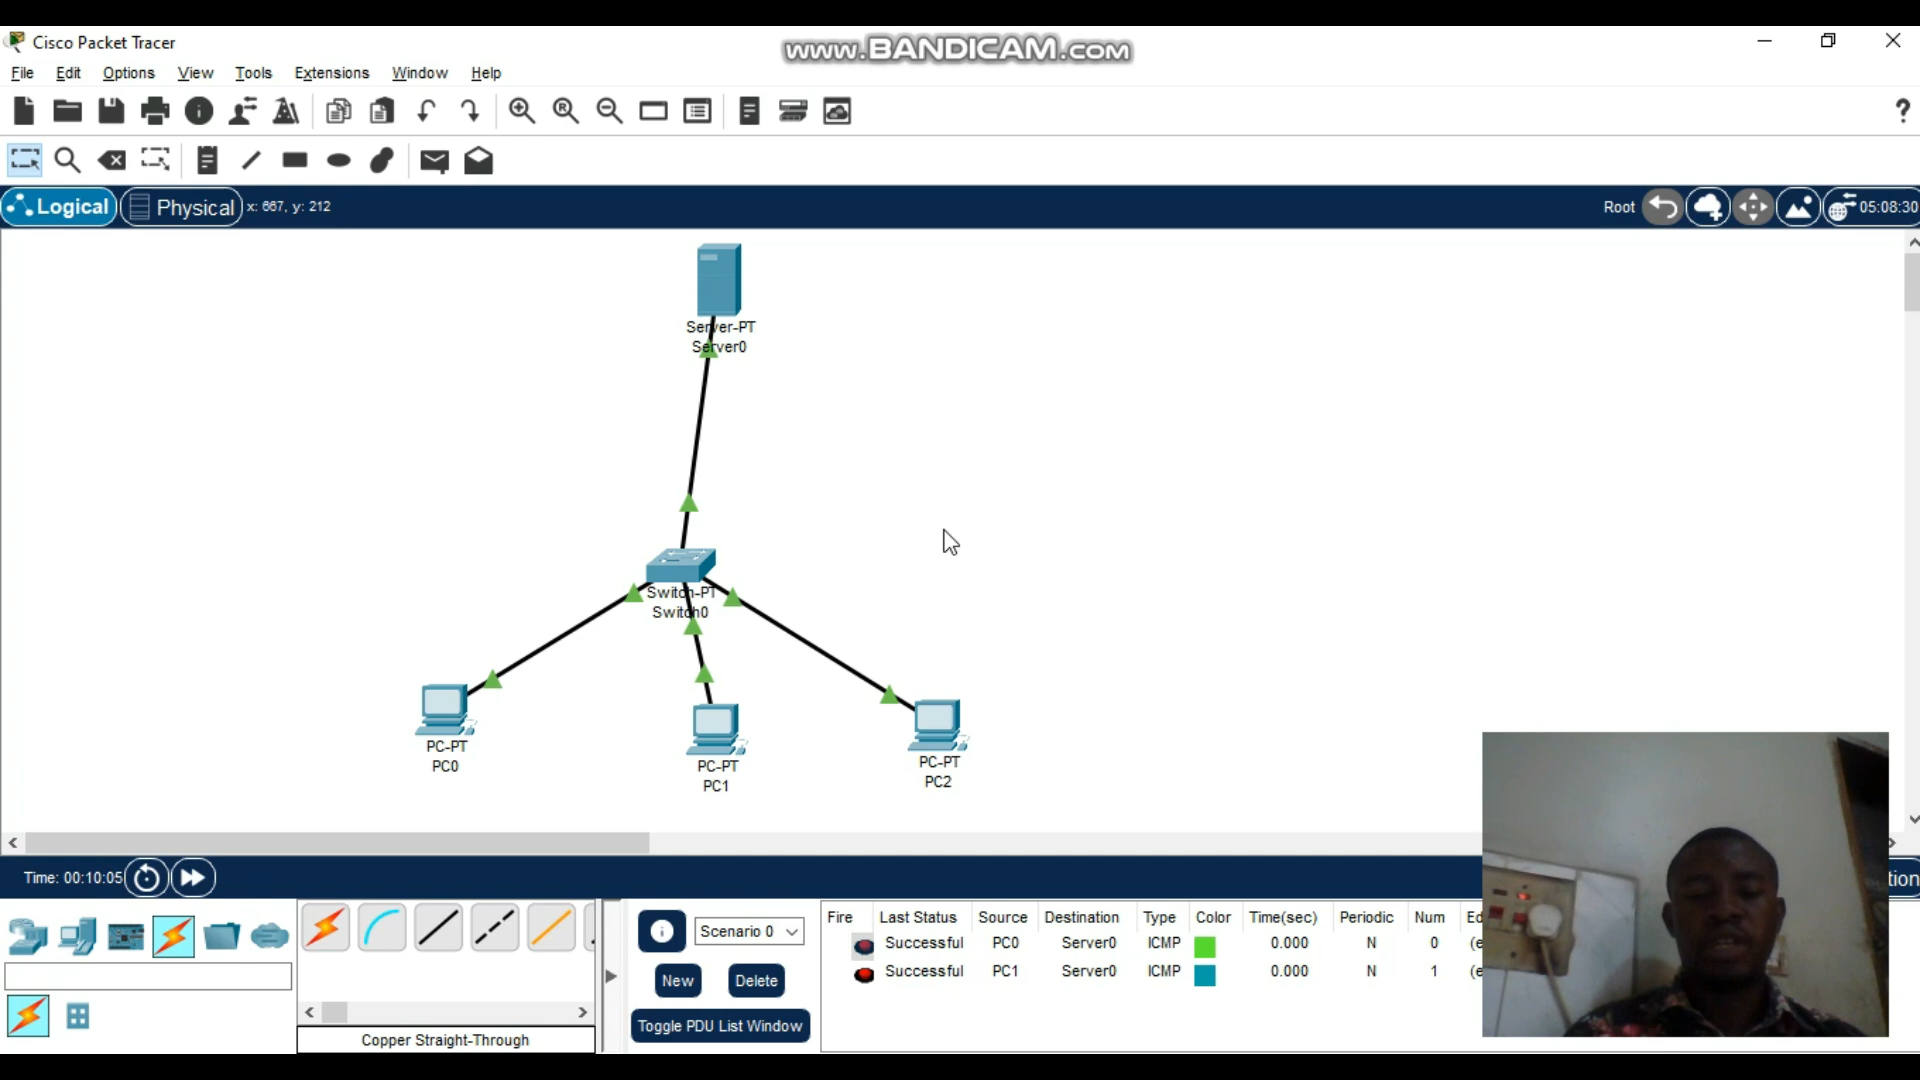 Cisco Packet Tracer
www.BANDICAM.com
File Edit Options View Tools Extensions Window Help
?
Logical Physical x: 667, y: 212
Root 05:08:30
Server-PT
Server0
Switch-PT
Switch0
PC-PT
PC0
PC-PT
PC1
PC-PT
PC2
Time: 00:10:05
tion
Scenario 0
New Delete
Toggle PDU List Window
Copper Straight-Through
Fire Last Status Source Destination Type Color Time(sec) Periodic Num Ed
Successful PC0 Server0 ICMP 0.000 N 0 (e
Successful PC1 Server0 ICMP 0.000 N 1 (e